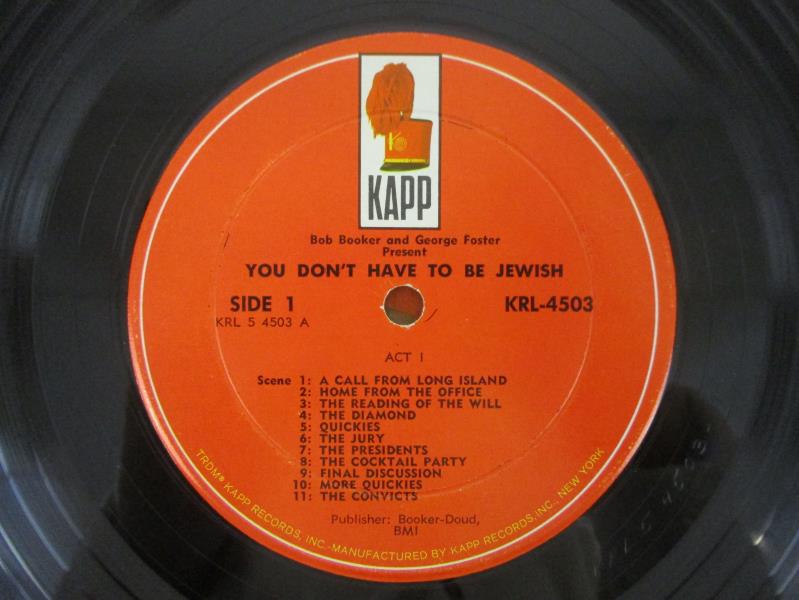 KAPP
Bob Booker and George Foster
Present
YOU DON'T HAVE TO BE JEWISH
SIDE 1
KRL-4503
KRL 5 4503 A
ACT I
Scene 1: A CALL FROM LONG ISLAND
2: HOME FROM THE OFFICE
3: THE READING OF THE WILL
4: THE DIAMOND
5: QUICKIES
6: THE JURY
7: THE PRESIDENTS
8: THE COCKTAIL PARTY
9: FINAL DISCUSSION
10: MORE QUICKIES
11: THE CONVICTS
Publisher: Booker-Doud,
BMI
TRDM® KAPP RECORDS, INC.-MANUFACTURED BY KAPP RECORDS, INC., NEW YORK